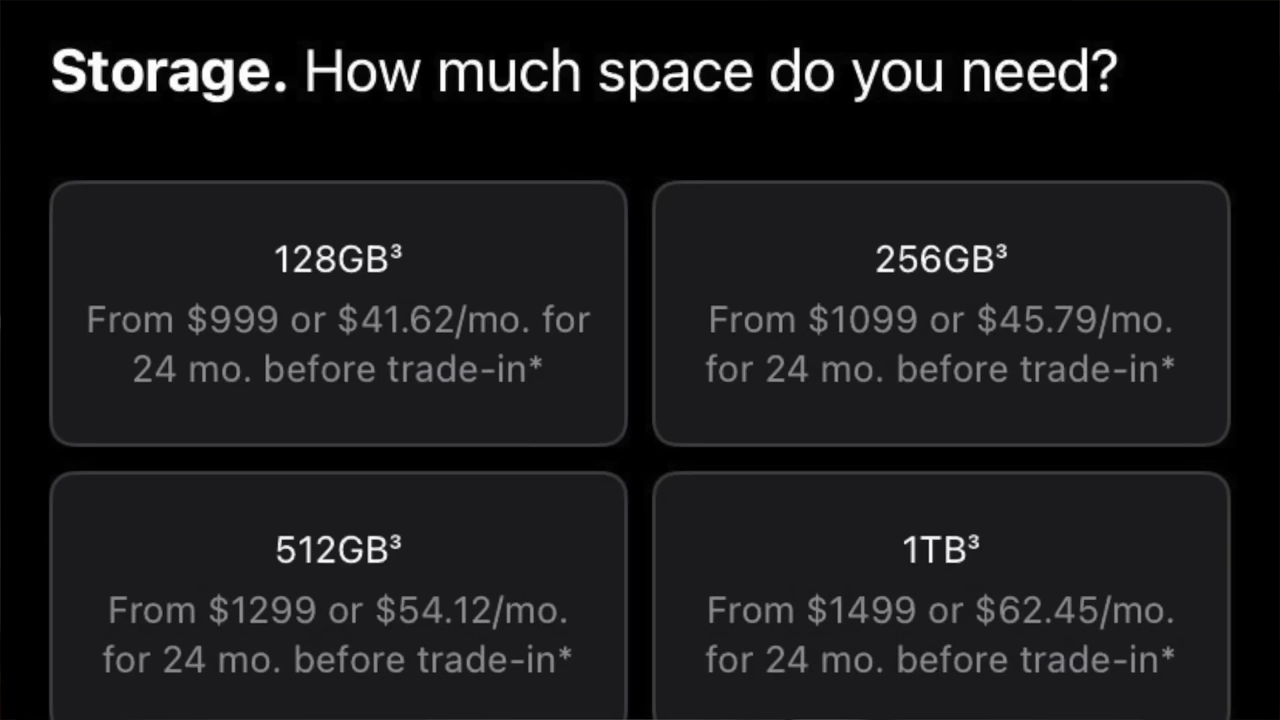 Storage. How much space do you need?
128GB³
From $999 or $41.62/mo. for
24 mo. before trade-in*
256GB³
From $1099 or $45.79/mo.
for 24 mo. before trade-in*
512GB³
From $1299 or $54.12/mo.
for 24 mo. before trade-in*
1TB³
From $1499 or $62.45/mo.
for 24 mo. before trade-in*